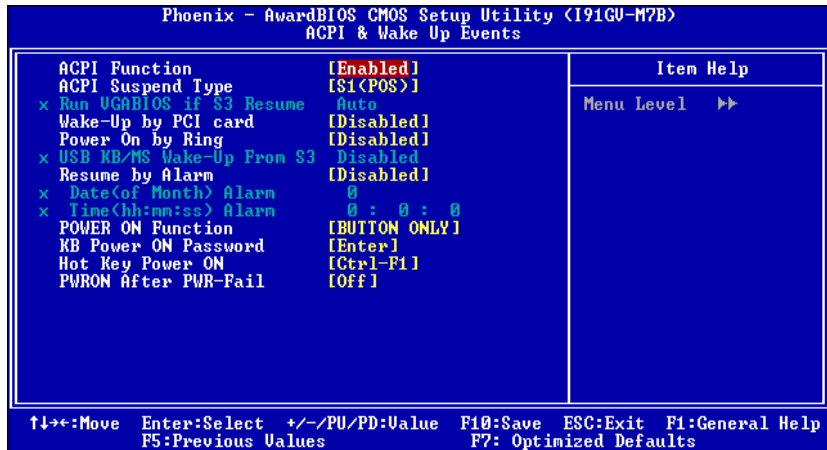 Phoenix - AwardBIOS CMOS Setup Utility (I91GV-M7B)
ACPI & Wake Up Events
ACPI Function [Enabled]
Item Help
ACPI Suspend Type [S1(POS)]
x Run VGABIOS if S3 Resume Auto
Menu Level ►►
Wake-Up by PCI card [Disabled]
Power On by Ring [Disabled]
x USB KB/MS Wake-Up From S3 Disabled
Resume by Alarm [Disabled]
x Date(of Month) Alarm 0
x Time(hh:mm:ss) Alarm 0 : 0 : 0
POWER ON Function [BUTTON ONLY]
KB Power ON Password [Enter]
Hot Key Power ON [Ctrl-F1]
PWRON After PWR-Fail [Off]
↑↓→←:Move Enter:Select +/-/PU/PD:Value F10:Save ESC:Exit F1:General Help
F5:Previous Values F7: Optimized Defaults